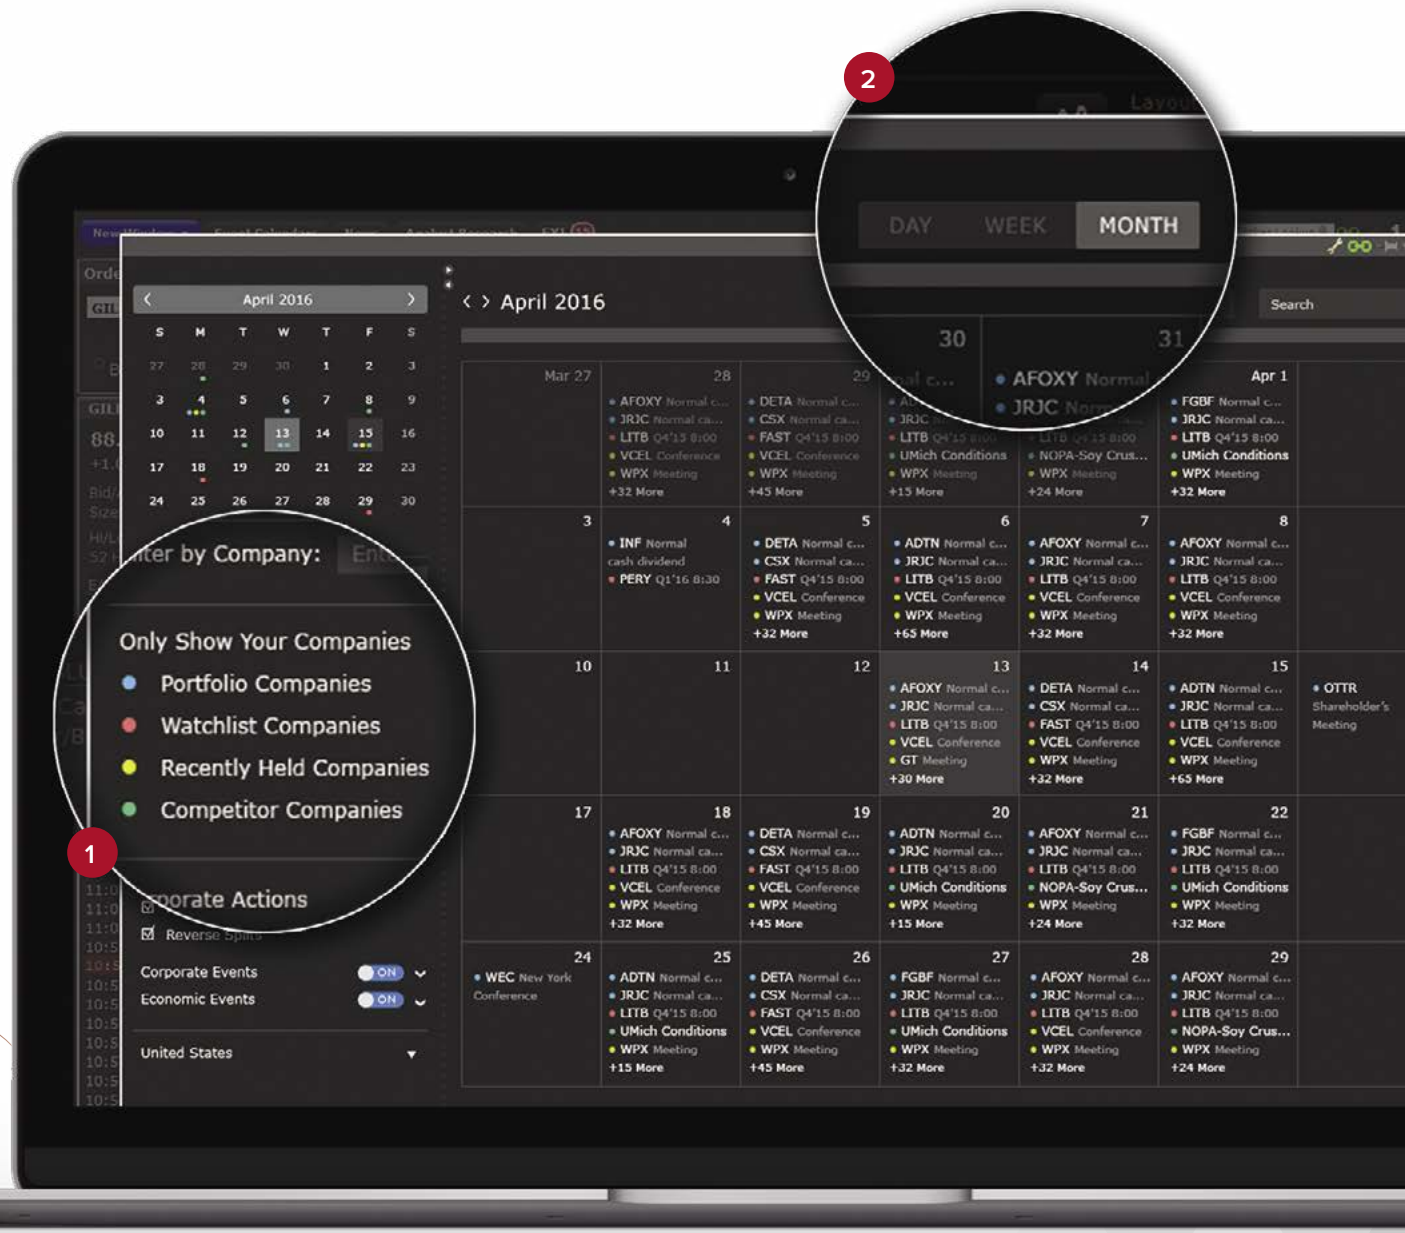 2
DAY WEEK MONTH
30 31
AFOXY Normal
JRJC
April 2016
S M T W T F S
27 28 29 30 1 2 3
3 4 5 6 7 8 9
10 11 12 13 14 15 16
17 18 19 20 21 22 23
24 25 26 27 28 29 30
by Company:
Only Show Your Companies
Portfolio Companies
Watchlist Companies
Recently Held Companies
Competitor Companies
1
Actions
Reverse Splits
Corporate Events ON
Economic Events ON
United States
< > April 2016
Search
Mar 27
28
AFOXY Normal c...
JRJC Normal ca...
LITB Q4'15 8:00
VCEL Conference
WPX Meeting
+32 More
29
DETA Normal c...
CSX Normal ca...
FAST Q4'15 8:00
VCEL Conference
WPX Meeting
+45 More
JRJC
LITB Q4'15 8:00
UMich Conditions
WPX Meeting
+15 More
NOPA-Soy Crus...
WPX Meeting
+24 More
Apr 1
FGBF Normal c...
JRJC Normal ca...
LITB Q4'15 8:00
UMich Conditions
WPX Meeting
+32 More
3
4
INF Normal
cash dividend
PERY Q1'16 8:30
5
DETA Normal c...
CSX Normal ca...
FAST Q4'15 8:00
VCEL Conference
WPX Meeting
+32 More
6
ADTN Normal c...
JRJC Normal ca...
LITB Q4'15 8:00
VCEL Conference
WPX Meeting
+65 More
7
AFOXY Normal c...
JRJC Normal ca...
LITB Q4'15 8:00
VCEL Conference
WPX Meeting
+32 More
8
AFOXY Normal c...
JRJC Normal ca...
LITB Q4'15 8:00
VCEL Conference
WPX Meeting
+32 More
10
11
12
13
AFOXY Normal c...
JRJC Normal ca...
LITB Q4'15 8:00
VCEL Conference
GT Meeting
+30 More
14
DETA Normal c...
CSX Normal ca...
FAST Q4'15 8:00
VCEL Conference
WPX Meeting
+32 More
15
ADTN Normal c...
JRJC Normal ca...
LITB Q4'15 8:00
VCEL Conference
WPX Meeting
+65 More
OTTR
Shareholder's
Meeting
17
18
AFOXY Normal c...
JRJC Normal ca...
LITB Q4'15 8:00
VCEL Conference
WPX Meeting
+32 More
19
DETA Normal c...
CSX Normal ca...
FAST Q4'15 8:00
VCEL Conference
WPX Meeting
+45 More
20
ADTN Normal c...
JRJC Normal ca...
LITB Q4'15 8:00
UMich Conditions
WPX Meeting
+15 More
21
AFOXY Normal c...
JRJC Normal ca...
LITB Q4'15 8:00
NOPA-Soy Crus...
WPX Meeting
+24 More
22
FGBF Normal c...
JRJC Normal ca...
LITB Q4'15 8:00
UMich Conditions
WPX Meeting
+32 More
24
WEC New York
Conference
25
ADTN Normal c...
JRJC Normal ca...
LITB Q4'15 8:00
UMich Conditions
WPX Meeting
+15 More
26
DETA Normal c...
CSX Normal ca...
FAST Q4'15 8:00
VCEL Conference
WPX Meeting
+45 More
27
FGBF Normal c...
JRJC Normal ca...
LITB Q4'15 8:00
UMich Conditions
WPX Meeting
+32 More
28
AFOXY Normal c...
JRJC Normal ca...
LITB Q4'15 8:00
VCEL Conference
WPX Meeting
+32 More
29
AFOXY Normal c...
JRJC Normal ca...
LITB Q4'15 8:00
NOPA-Soy Crus...
WPX Meeting
+24 More